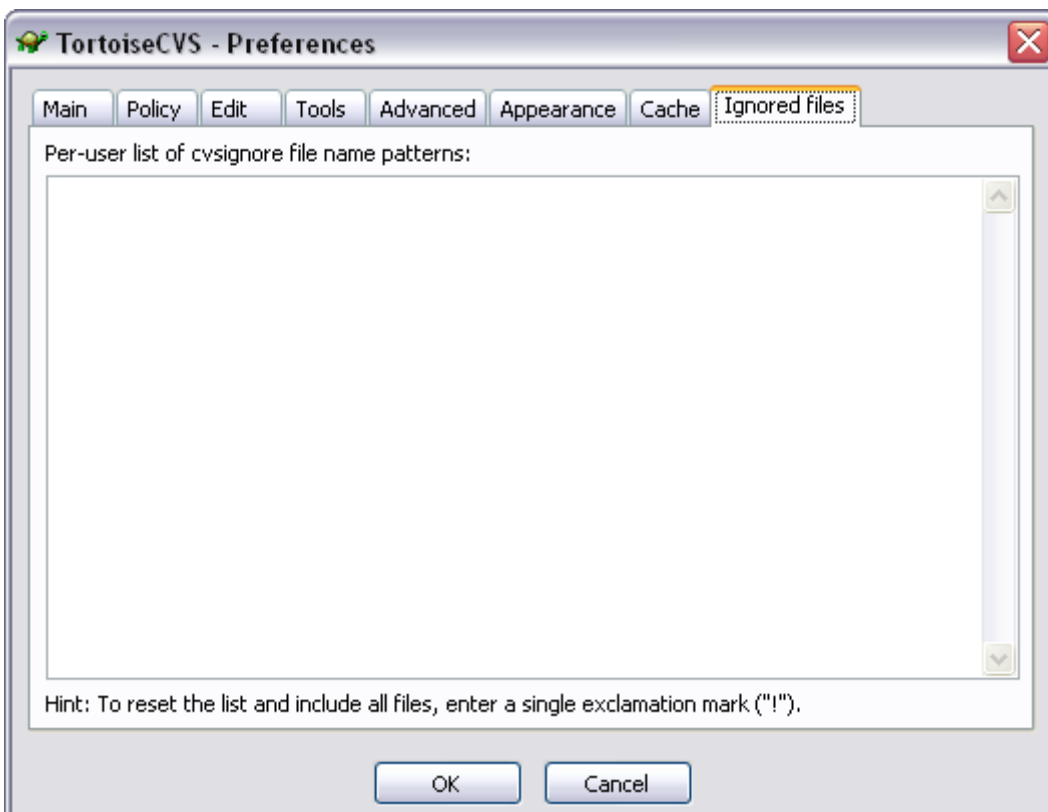 TortoiseCVS - Preferences
Main Policy Edit Tools Advanced Appearance Cache Ignored files
Per-user list of cvsignore file name patterns:
Hint: To reset the list and include all files, enter a single exclamation mark ("!").
OK Cancel